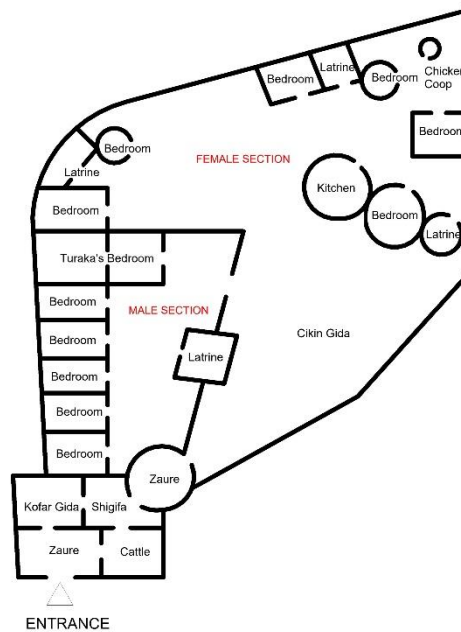 Latrine
Bedroom
Bedroom
Chicken
Coop
Bedroom
Bedroom
Latrine
FEMALE SECTION
Kitchen
Bedroom
Bedroom
Latrine
Turaka's Bedroom
Bedroom
MALE SECTION
Bedroom
Cikin Gida
Latrine
Bedroom
Bedroom
Bedroom
Zaure
Kofar Gida
Shigifa
Zaure
Cattle
ENTRANCE